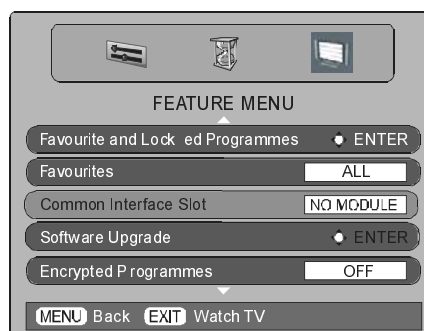 FEATURE MENU
Favourite and Lock ed Programmes ENTER
Favourites ALL
Common Interface Slot NO MODULE
Software Upgrade ENTER
Encrypted P rogrammes OFF
MENU Back EXIT Watch TV